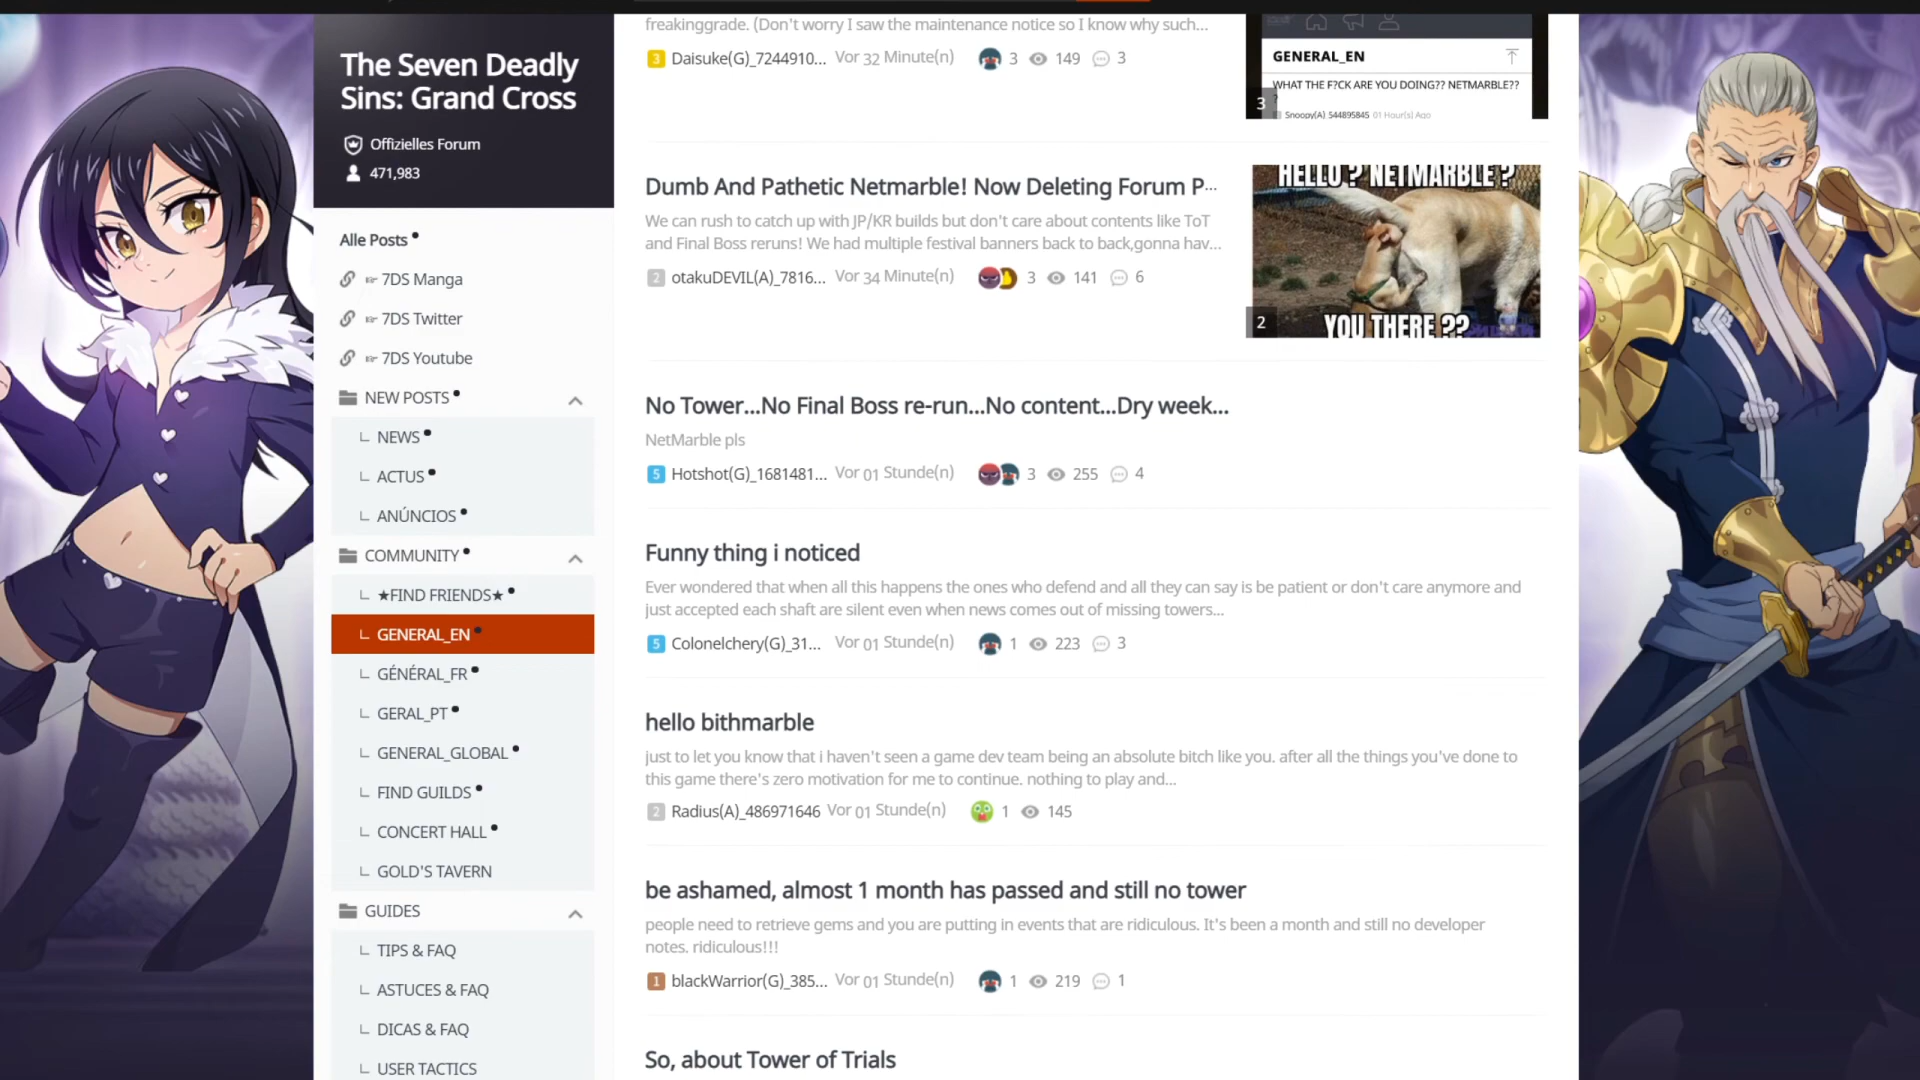 The Seven Deadly
Sins: Grand Cross
Offizielles Forum
471,983
Alle Posts
7DS Manga
7DS Twitter
7DS Youtube
NEW POSTS
NEWS
ACTUS
ANÚNCIOS
COMMUNITY
★FIND FRIENDS★
GENERAL_EN
GÉNÉRAL_FR
GERAL_PT
GENERAL_GLOBAL
FIND GUILDS
CONCERT HALL
GOLD'S TAVERN
GUIDES
TIPS & FAQ
ASTUCES & FAQ
DICAS & FAQ
USER TACTICS
freakinggrade. (Don't worry I saw the maintenance notice so I know why such...
3 Daisuke(G)_7244910... Vor 32 Minute(n) 3 149 3
GENERAL_EN
WHAT THE F?CK ARE YOU DOING?? NETMARBLE??
?
Snoopy(A)_544895845 01 Hour(s) Ago
3
Dumb And Pathetic Netmarble! Now Deleting Forum P...
We can rush to catch up with JP/KR builds but don't care about contents like ToT
and Final Boss reruns! We had multiple festival banners back to back,gonna hav...
2 otakuDEVIL(A)_7816... Vor 34 Minute(n) 3 141 6
HELLO ? NETMARBLE ?
YOU THERE ??
2
No Tower...No Final Boss re-run...No content...Dry week...
NetMarble pls
5 Hotshot(G)_1681481... Vor 01 Stunde(n) 3 255 4
Funny thing i noticed
Ever wondered that when all this happens the ones who defend and all they can say is be patient or don't care anymore and
just accepted each shaft are silent even when news comes out of missing towers...
5 Colonelchery(G)_31... Vor 01 Stunde(n) 1 223 3
hello bithmarble
just to let you know that i haven't seen a game dev team being an absolute bitch like you. after all the things you've done to
this game there's zero motivation for me to continue. nothing to play and...
2 Radius(A)_486971646 Vor 01 Stunde(n) 1 145
be ashamed, almost 1 month has passed and still no tower
people need to retrieve gems and you are putting in events that are ridiculous. It's been a month and still no developer
notes. ridiculous!!!
1 blackWarrior(G)_385... Vor 01 Stunde(n) 1 219 1
So, about Tower of Trials